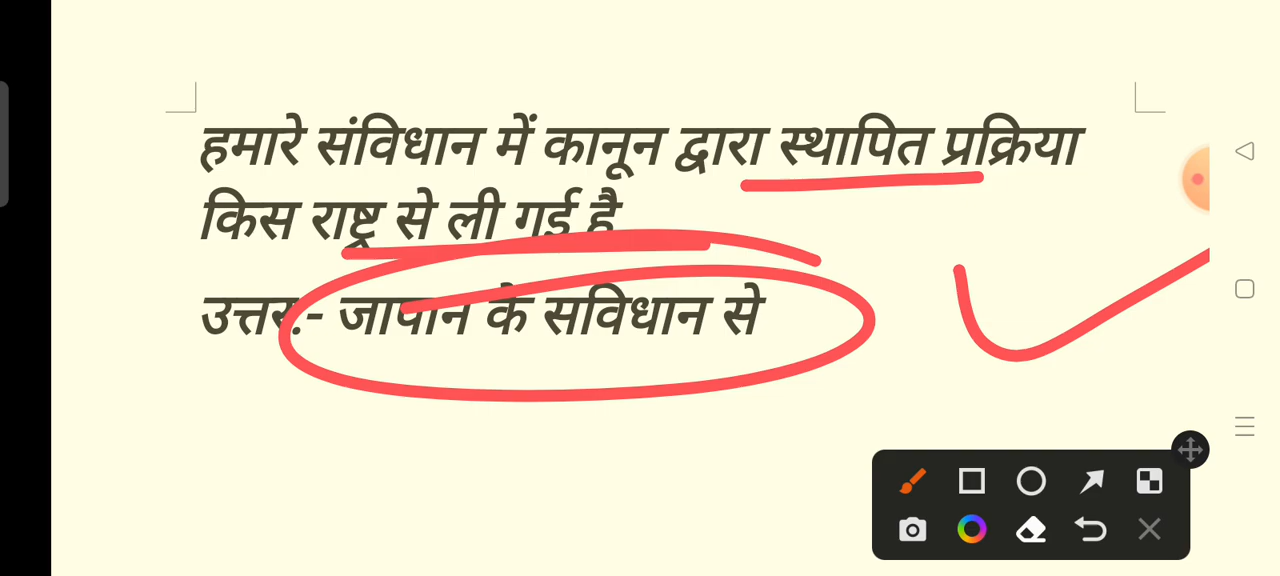 हमारे संविधान में कानून द्वारा स्थापित प्रक्रिया
किस राष्ट्र से ली गई है
उत्तर:- जापान के सविधान से